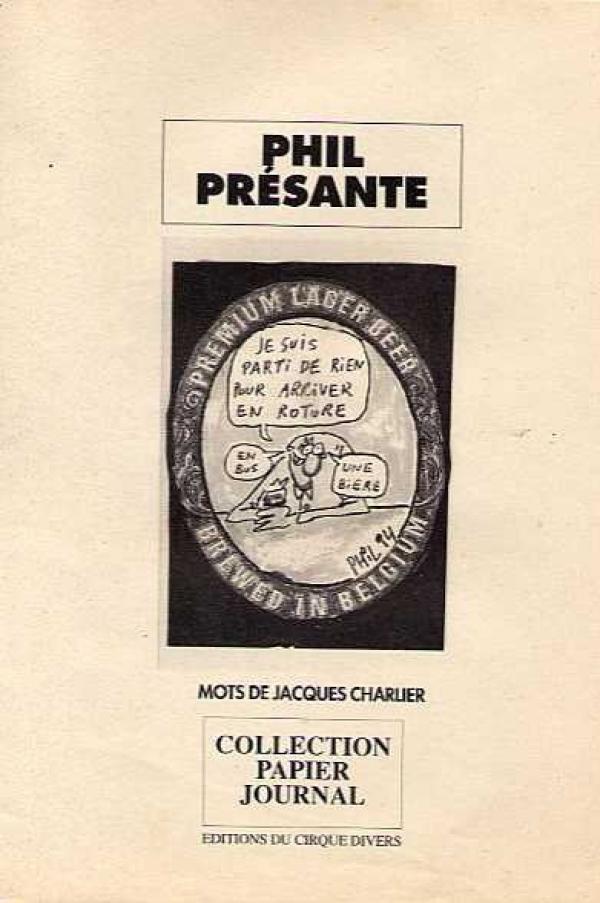 PHIL
PRÉSANTE
PREMIUM LAGER BEER
JE SUIS
PARTI DE RIEN
POUR ARRIVER
EN ROTURE
EN
BUS
UNE
BIERE
PHIL 94
BREWED IN BELGIUM
MOTS DE JACQUES CHARLIER
COLLECTION
PAPIER
JOURNAL
EDITIONS DU CIRQUE DIVERS